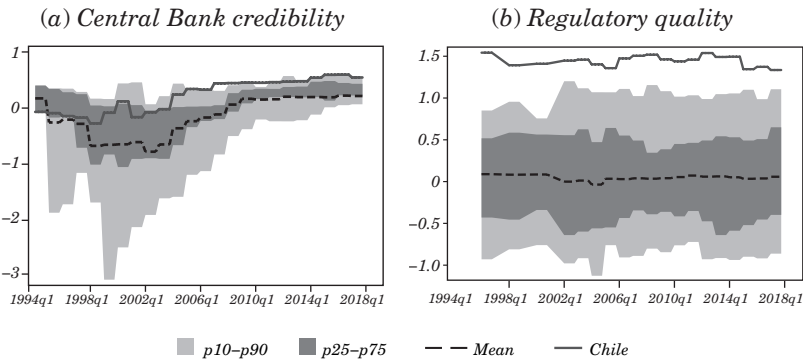 (a) Central Bank credibility
1
0
−1
−2
−3
1994q1 1998q1 2002q1 2006q1 2010q1 2014q1 2018q1
(b) Regulatory quality
1.5
1.0
0.5
0
−0.5
−1.0
1994q1 1998q1 2002q1 2006q1 2010q1 2014q1 2018q1
p10–p90 p25–p75 Mean Chile